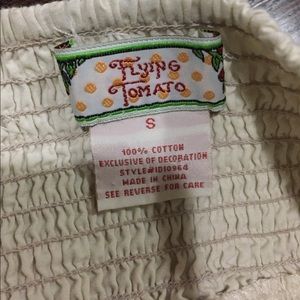 FLYING
TOMATO
S
100% COTTON
EXCLUSIVE OF DECORATION
STYLE#ID10964
MADE IN CHINA
SEE REVERSE FOR CARE